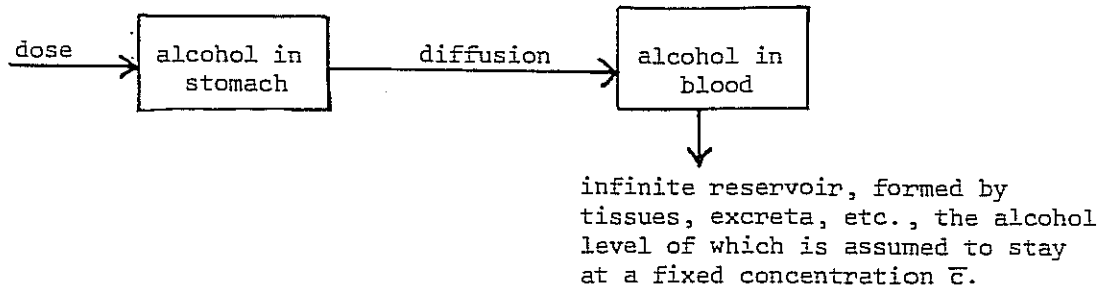 dose
alcohol in
stomach
diffusion
alcohol in
blood
infinite reservoir, formed by
tissues, excreta, etc., the alcohol
level of which is assumed to stay
at a fixed concentration c̅.